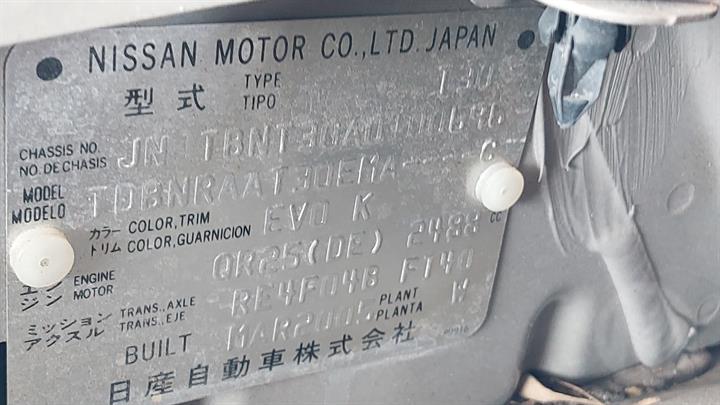 NISSAN MOTOR CO.,LTD. JAPAN
型式 TYPE TIPO T30
CHASSIS NO. NO. DE CHASIS
MODEL MODELO TDBNRAAT30EMA----C
カラー COLOR,TRIM トリム COLOR,GUARNICION EV0 K
エンジン ENGINE MOTOR QR25(DE) 2488 CC
ミッション TRANS.,AXLE アクスル TRANS.,EJE RE4F04B FT40
BUILT MAR2005 PLANT PLANTA W
日産自動車株式会社